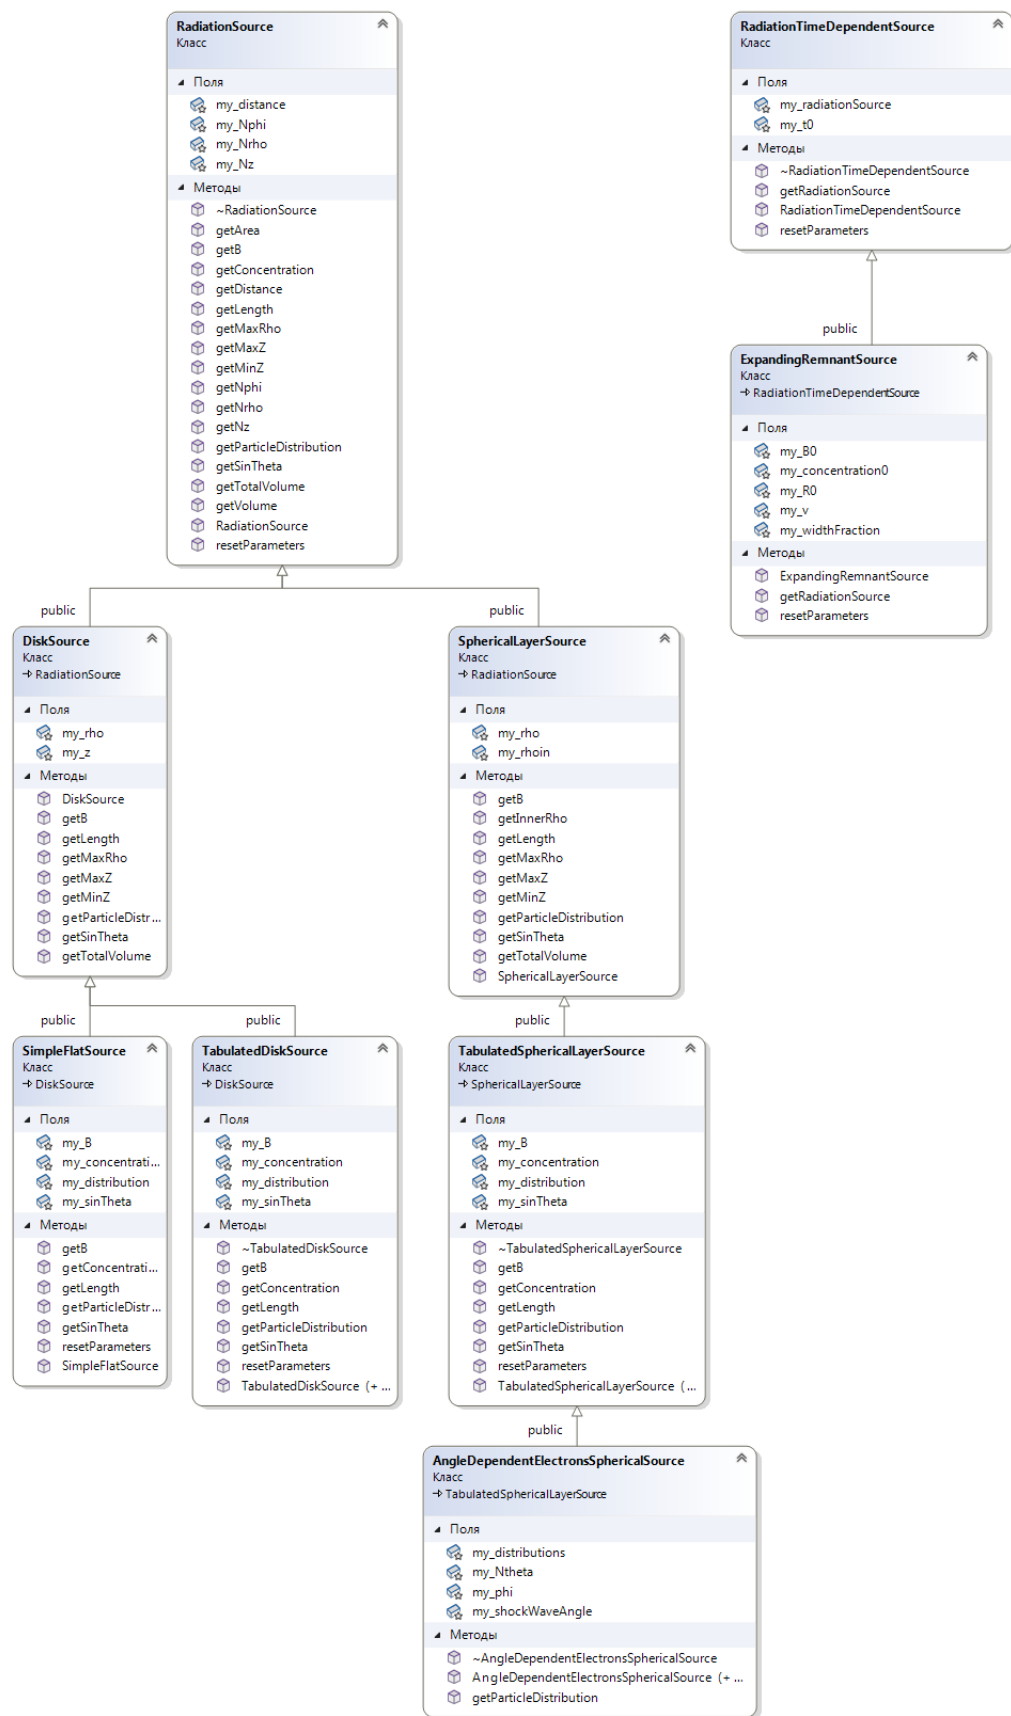 RadiationSource
Класс
Поля
my_distance
my_Nphi
my_Nrho
my_Nz
Методы
~RadiationSource
getArea
getB
getConcentration
getDistance
getLength
getMaxRho
getMaxZ
getMinZ
getNphi
getNrho
getNz
getParticleDistribution
getSinTheta
getTotalVolume
getVolume
RadiationSource
resetParameters
RadiationTimeDependentSource
Класс
Поля
my_radiationSource
my_t0
Методы
~RadiationTimeDependentSource
getRadiationSource
RadiationTimeDependentSource
resetParameters
public
ExpandingRemnantSource
Класс
RadiationTimeDependentSource
Поля
my_B0
my_concentration0
my_R0
my_v
my_widthFraction
Методы
ExpandingRemnantSource
getRadiationSource
resetParameters
public
DiskSource
Класс
RadiationSource
Поля
my_rho
my_z
Методы
DiskSource
getB
getLength
getMaxRho
getMaxZ
getMinZ
getParticleDistr...
getSinTheta
getTotalVolume
public
SphericalLayerSource
Класс
RadiationSource
Поля
my_rho
my_rhoin
Методы
getB
getInnerRho
getLength
getMaxRho
getMaxZ
getMinZ
getParticleDistribution
getSinTheta
getTotalVolume
SphericalLayerSource
public
SimpleFlatSource
Класс
DiskSource
Поля
my_B
my_concentrati...
my_distribution
my_sinTheta
Методы
getB
getConcentrati...
getLength
getParticleDistr...
getSinTheta
resetParameters
SimpleFlatSource
public
TabulatedDiskSource
Класс
DiskSource
Поля
my_B
my_concentration
my_distribution
my_sinTheta
Методы
~TabulatedDiskSource
getB
getConcentration
getLength
getParticleDistribution
getSinTheta
resetParameters
TabulatedDiskSource (+ ...
public
TabulatedSphericalLayerSource
Класс
SphericalLayerSource
Поля
my_B
my_concentration
my_distribution
my_sinTheta
Методы
~TabulatedSphericalLayerSource
getB
getConcentration
getLength
getParticleDistribution
getSinTheta
resetParameters
TabulatedSphericalLayerSource (...
public
AngleDependentElectronsSphericalSource
Класс
TabulatedSphericalLayerSource
Поля
my_distributions
my_Ntheta
my_phi
my_shockWaveAngle
Методы
~AngleDependentElectronsSphericalSource
AngleDependentElectronsSphericalSource (+ ...
getParticleDistribution